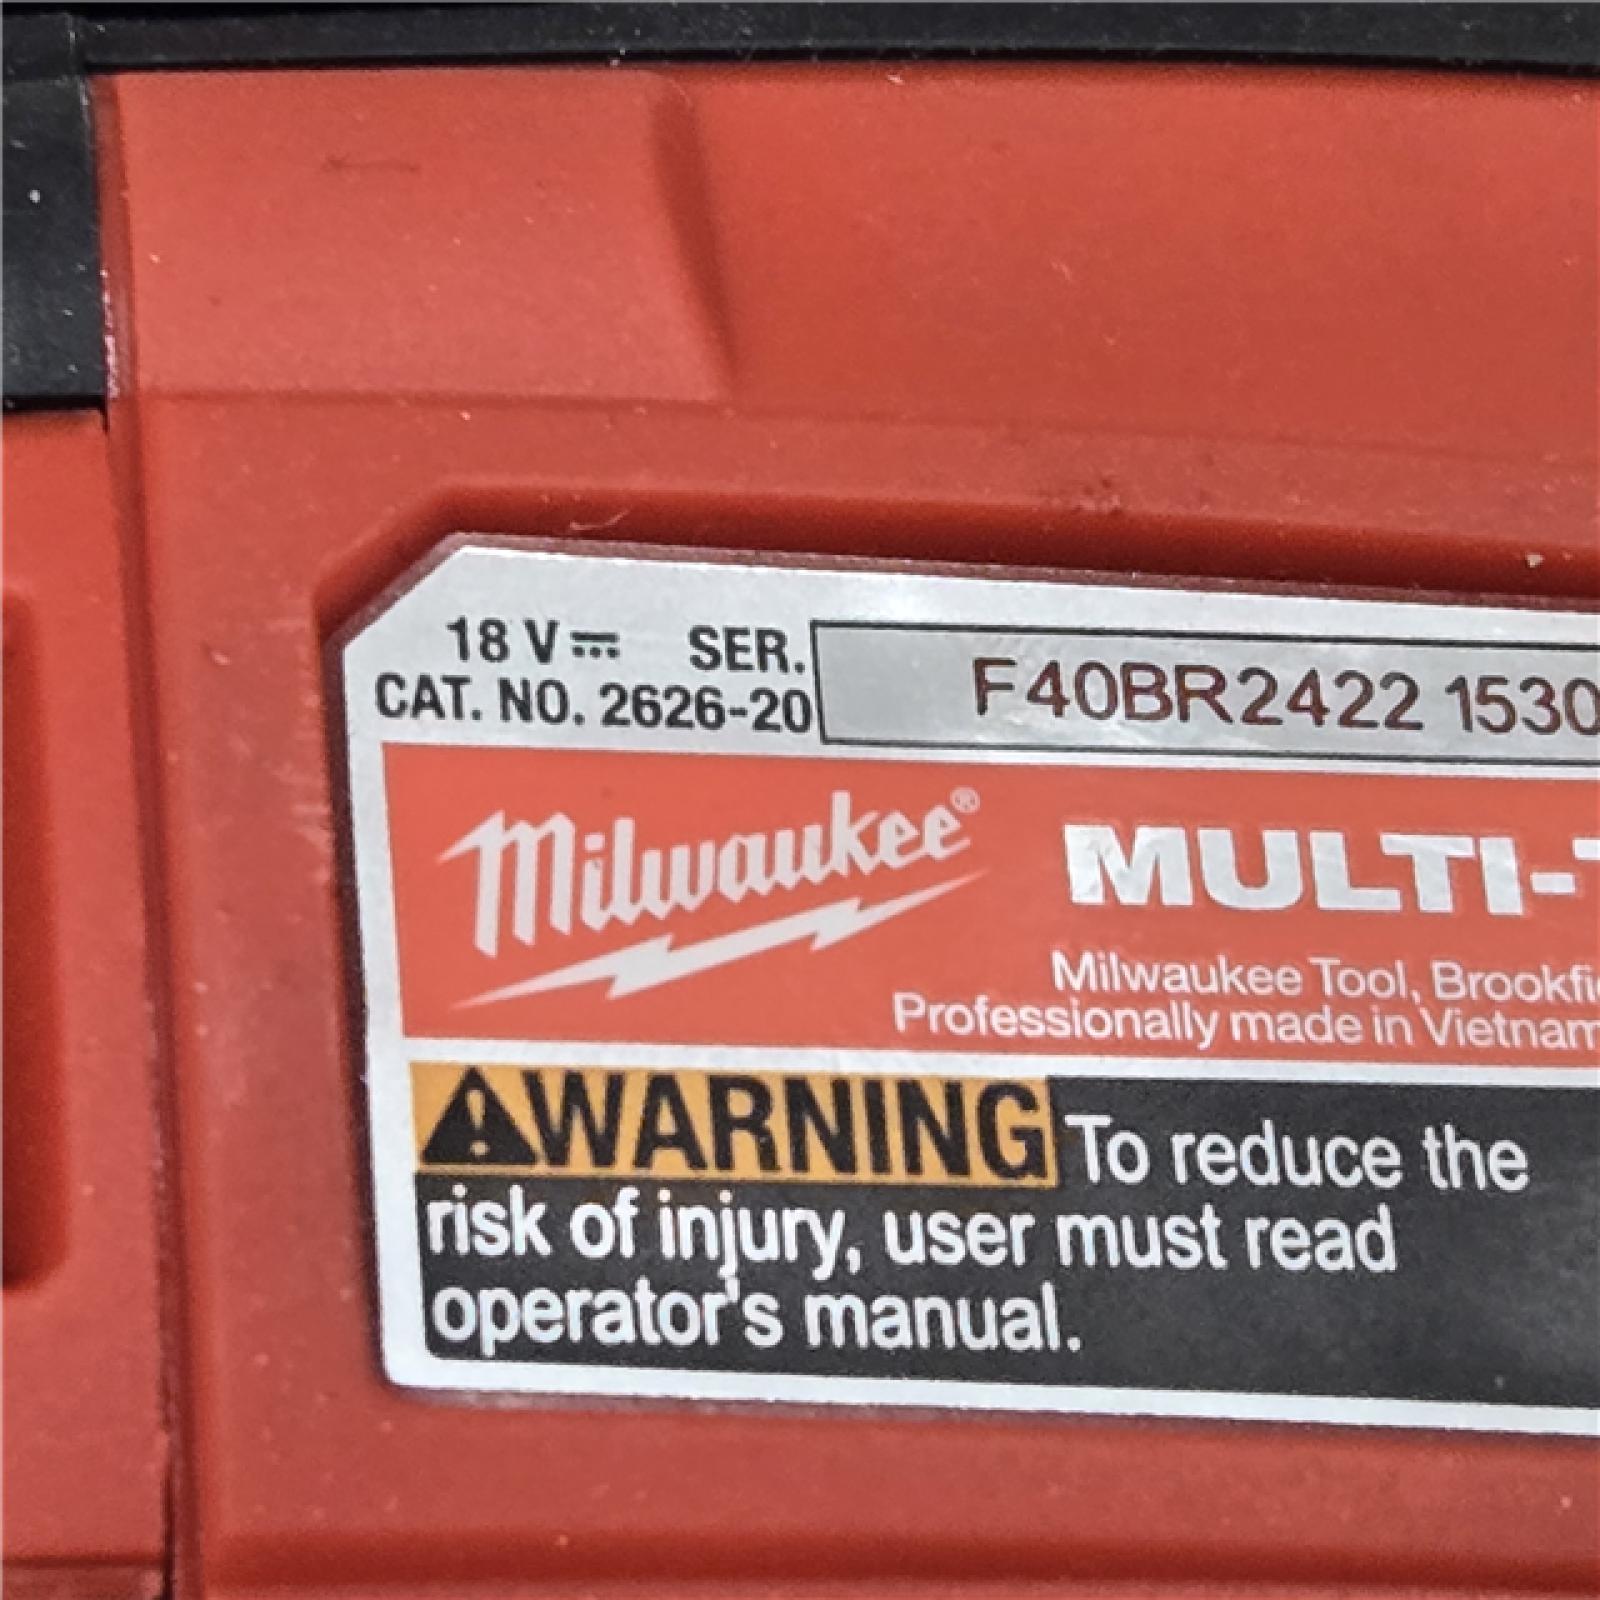 18 V SER. F40BR2422 1530
CAT. NO. 2626-20
Milwaukee®
MULTI-
Milwaukee Tool, Brookfi
Professionally made in Vietnam
WARNING To reduce the
risk of injury, user must read
operator's manual.